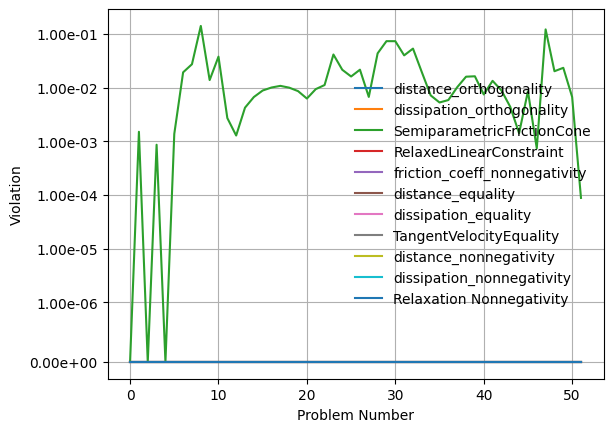 1.00e-01
1.00e-02
1.00e-03
1.00e-04
1.00e-05
1.00e-06
0.00e+00
Violation
distance_orthogonality
dissipation_orthogonality
SemiparametricFrictionCone
RelaxedLinearConstraint
friction_coeff_nonnegativity
distance_equality
dissipation_equality
TangentVelocityEquality
distance_nonnegativity
dissipation_nonnegativity
Relaxation Nonnegativity
0 10 20 30 40 50
Problem Number